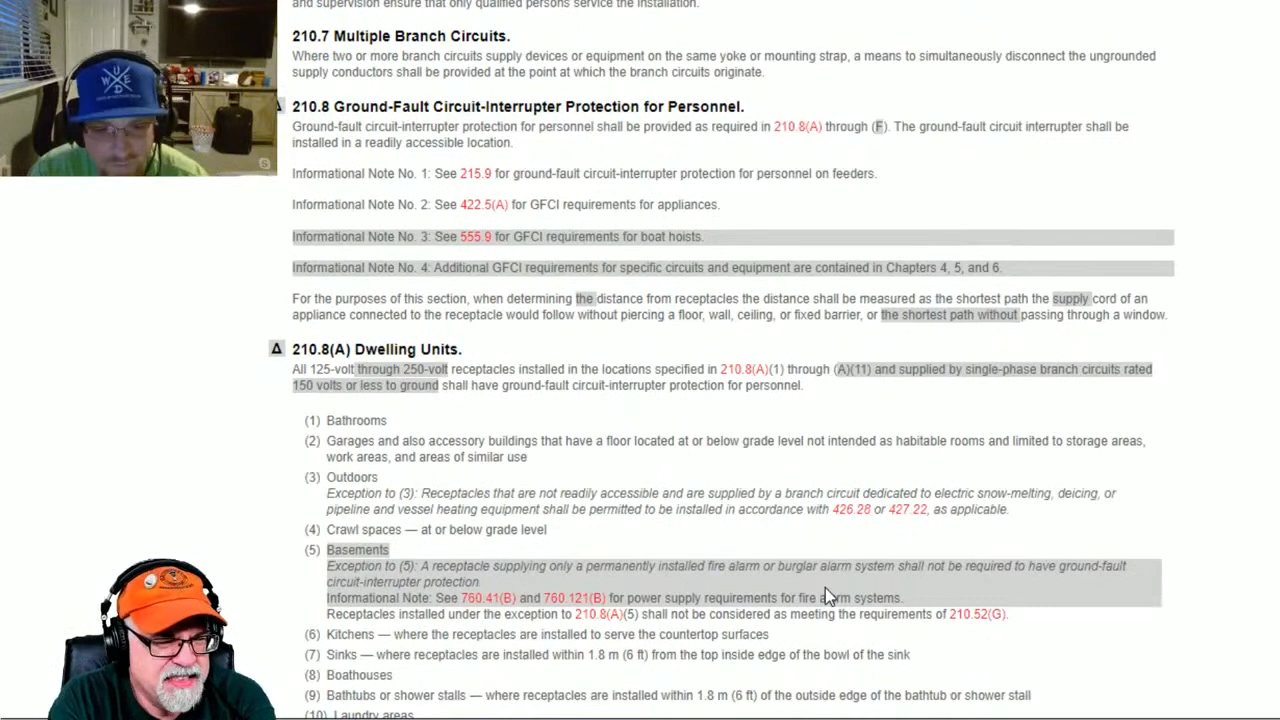 and supervision ensure that only qualified persons service the installation.
210.7 Multiple Branch Circuits.
Where two or more branch circuits supply devices or equipment on the same yoke or mounting strap, a means to simultaneously disconnect the ungrounded
supply conductors shall be provided at the point at which the branch circuits originate.
Δ 210.8 Ground-Fault Circuit-Interrupter Protection for Personnel.
Ground-fault circuit-interrupter protection for personnel shall be provided as required in 210.8(A) through (F). The ground-fault circuit interrupter shall be
installed in a readily accessible location.
Informational Note No. 1: See 215.9 for ground-fault circuit-interrupter protection for personnel on feeders.
Informational Note No. 2: See 422.5(A) for GFCI requirements for appliances.
Informational Note No. 3: See 555.9 for GFCI requirements for boat hoists.
Informational Note No. 4: Additional GFCI requirements for specific circuits and equipment are contained in Chapters 4, 5, and 6.
For the purposes of this section, when determining the distance from receptacles the distance shall be measured as the shortest path the supply cord of an
appliance connected to the receptacle would follow without piercing a floor, wall, ceiling, or fixed barrier, or the shortest path without passing through a window.
Δ 210.8(A) Dwelling Units.
All 125-volt through 250-volt receptacles installed in the locations specified in 210.8(A)(1) through (A)(11) and supplied by single-phase branch circuits rated
150 volts or less to ground shall have ground-fault circuit-interrupter protection for personnel.
(1) Bathrooms
(2) Garages and also accessory buildings that have a floor located at or below grade level not intended as habitable rooms and limited to storage areas,
work areas, and areas of similar use
(3) Outdoors
Exception to (3): Receptacles that are not readily accessible and are supplied by a branch circuit dedicated to electric snow-melting, deicing, or
pipeline and vessel heating equipment shall be permitted to be installed in accordance with 426.28 or 427.22, as applicable.
(4) Crawl spaces — at or below grade level
(5) Basements
Exception to (5): A receptacle supplying only a permanently installed fire alarm or burglar alarm system shall not be required to have ground-fault
circuit-interrupter protection.
Informational Note: See 760.41(B) and 760.121(B) for power supply requirements for fire alarm systems.
Receptacles installed under the exception to 210.8(A)(5) shall not be considered as meeting the requirements of 210.52(G).
(6) Kitchens — where the receptacles are installed to serve the countertop surfaces
(7) Sinks — where receptacles are installed within 1.8 m (6 ft) from the top inside edge of the bowl of the sink
(8) Boathouses
(9) Bathtubs or shower stalls — where receptacles are installed within 1.8 m (6 ft) of the outside edge of the bathtub or shower stall
(10) Laundry areas